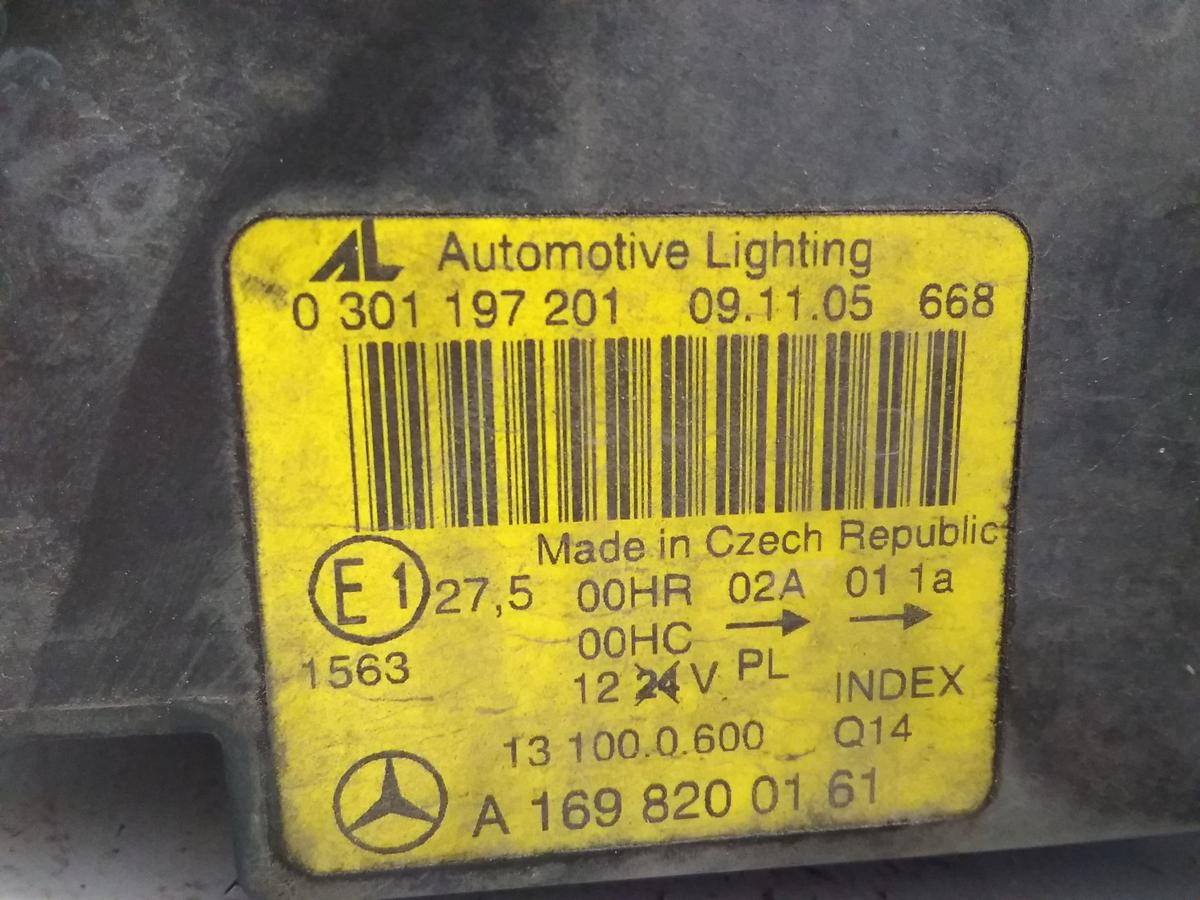 AL Automotive Lighting
0 301 197 201 09.11.05 668
Made in Czech Republic
E1 27,5 00HR 02A 01 1a
00HC → →
1563 12 24 V PL INDEX
13 100.0.600 Q14
A 169 820 01 61